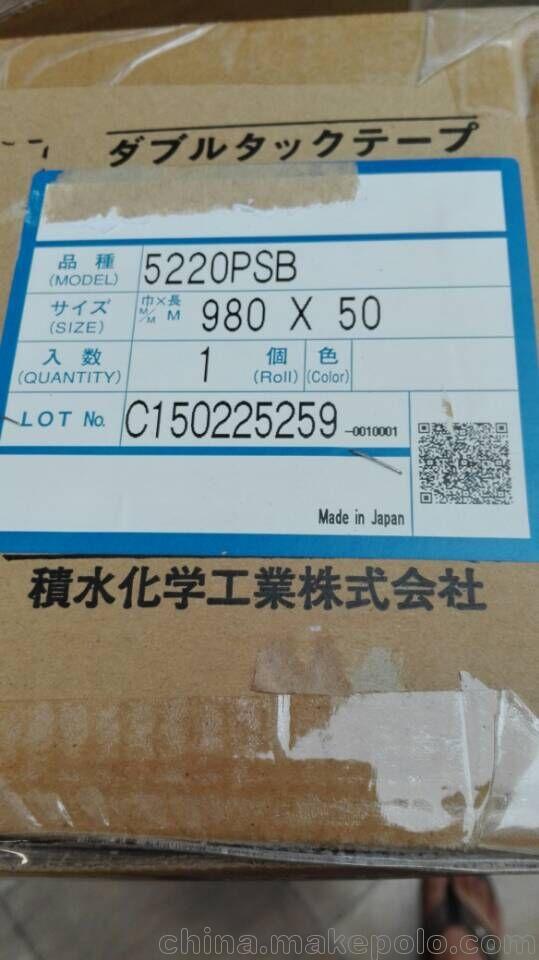 ダブルタックテープ
品種 5220PSB
(MODEL)
サイズ 巾×長 980 X 50
(SIZE) M/M M
入数 1 個 色
(QUANTITY) (Roll) (Color)
LOT No. C150225259 -0010001
Made in Japan
積水化学工業株式会社
china.makepolo.com